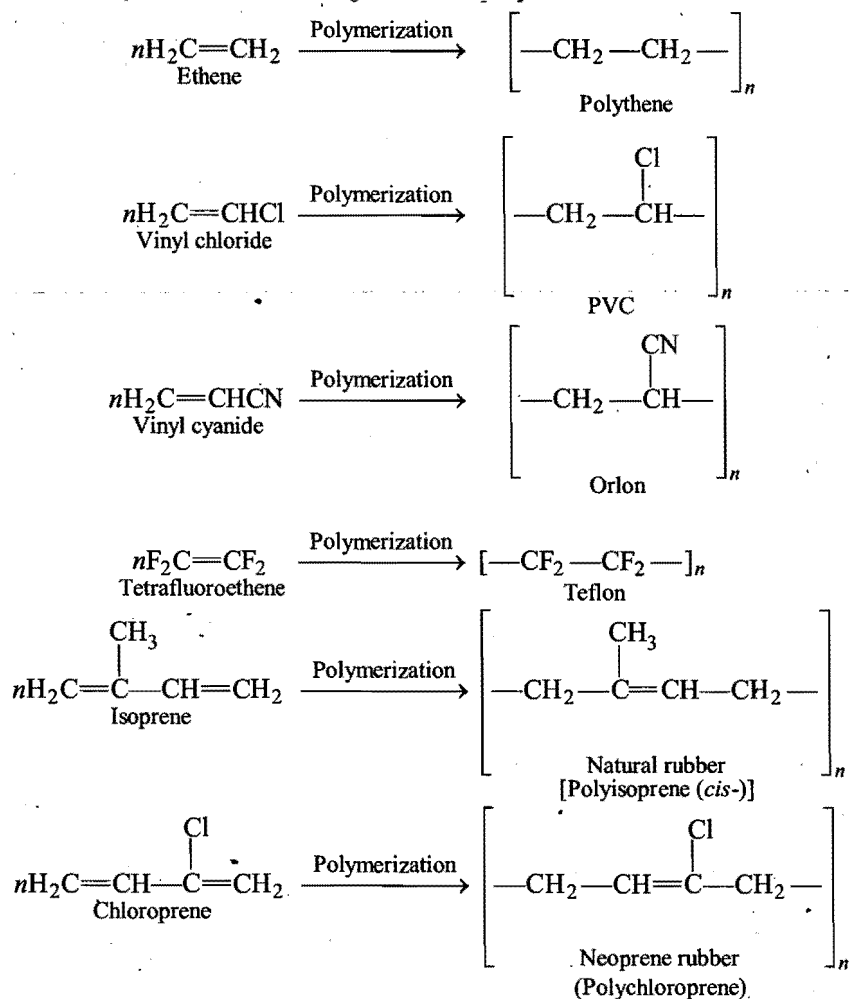 nH₂C=CH₂ Polymerization [—CH₂—CH₂—]ₙ
Ethene Polythene
Cl
nH₂C=CHCl Polymerization [—CH₂—CH—]ₙ
Vinyl chloride
PVC
CN
nH₂C=CHCN Polymerization [—CH₂—CH—]ₙ
Vinyl cyanide
Orlon
nF₂C=CF₂ Polymerization [—CF₂—CF₂—]ₙ
Tetrafluoroethene Teflon
CH₃ CH₃
nH₂C=C—CH=CH₂ Polymerization [—CH₂—C=CH—CH₂—]ₙ
Isoprene
Natural rubber
[Polyisoprene (cis-)]
Cl Cl
nH₂C=CH—C=CH₂ Polymerization [—CH₂—CH=C—CH₂—]ₙ
Chloroprene
Neoprene rubber
(Polychloroprene)